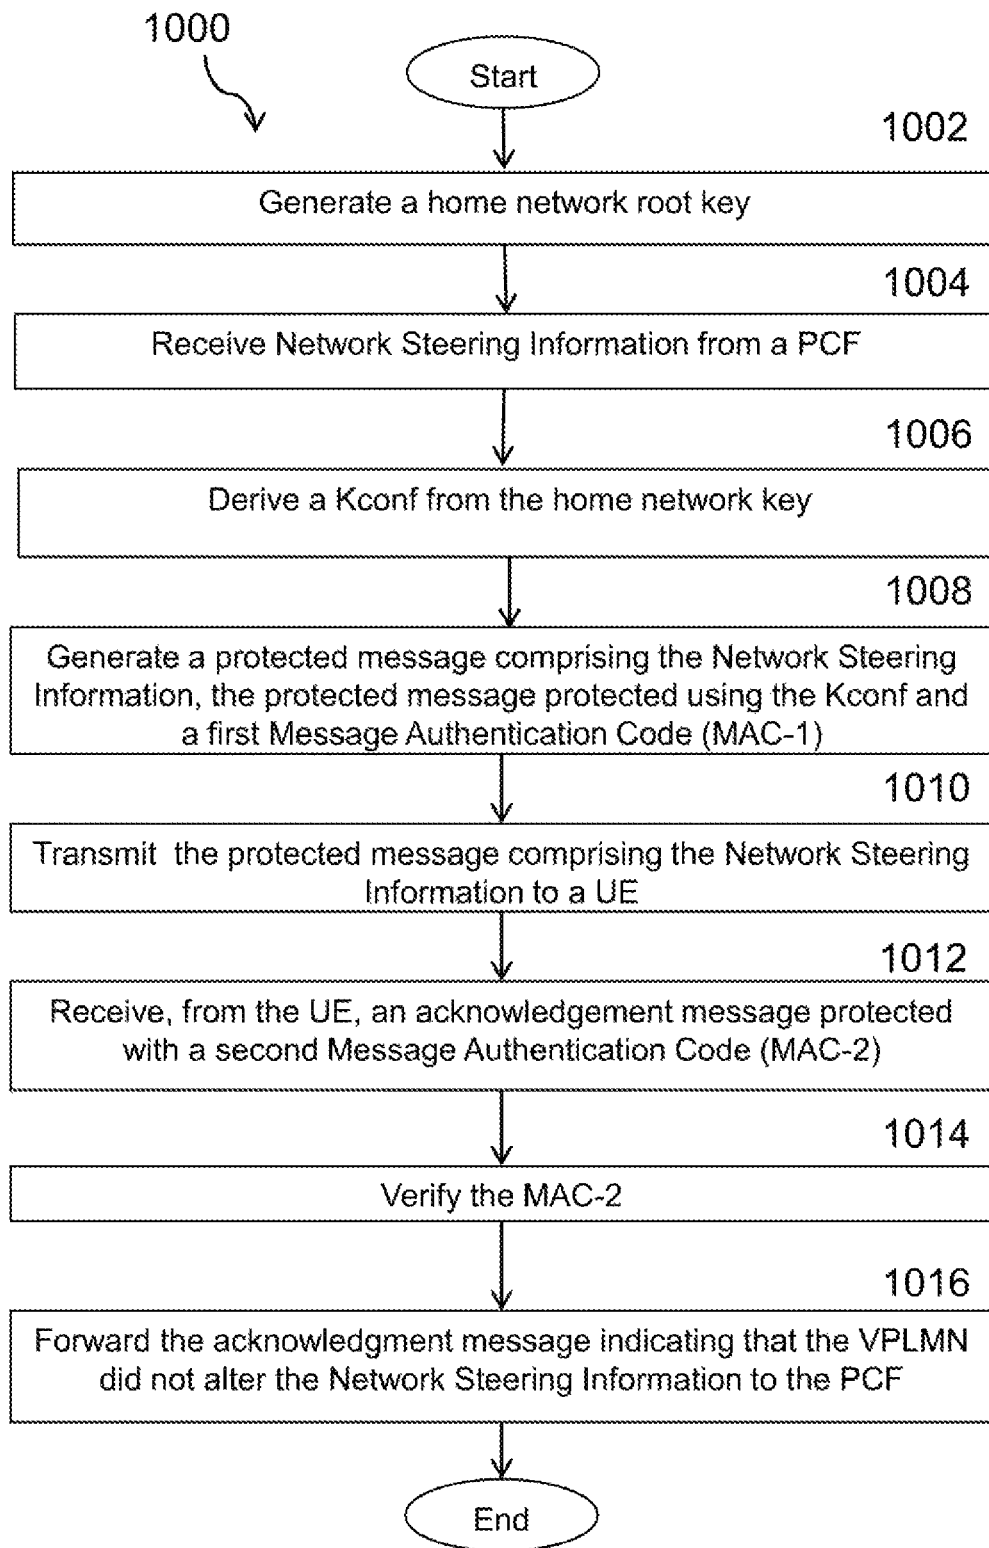 1000
Start
1002
Generate a home network root key
1004
Receive Network Steering Information from a PCF
1006
Derive a Kconf from the home network key
1008
Generate a protected message comprising the Network Steering
Information, the protected message protected using the Kconf and
a first Message Authentication Code (MAC-1)
1010
Transmit the protected message comprising the Network Steering
Information to a UE
1012
Receive, from the UE, an acknowledgement message protected
with a second Message Authentication Code (MAC-2)
1014
Verify the MAC-2
1016
Forward the acknowledgment message indicating that the VPLMN
did not alter the Network Steering Information to the PCF
End